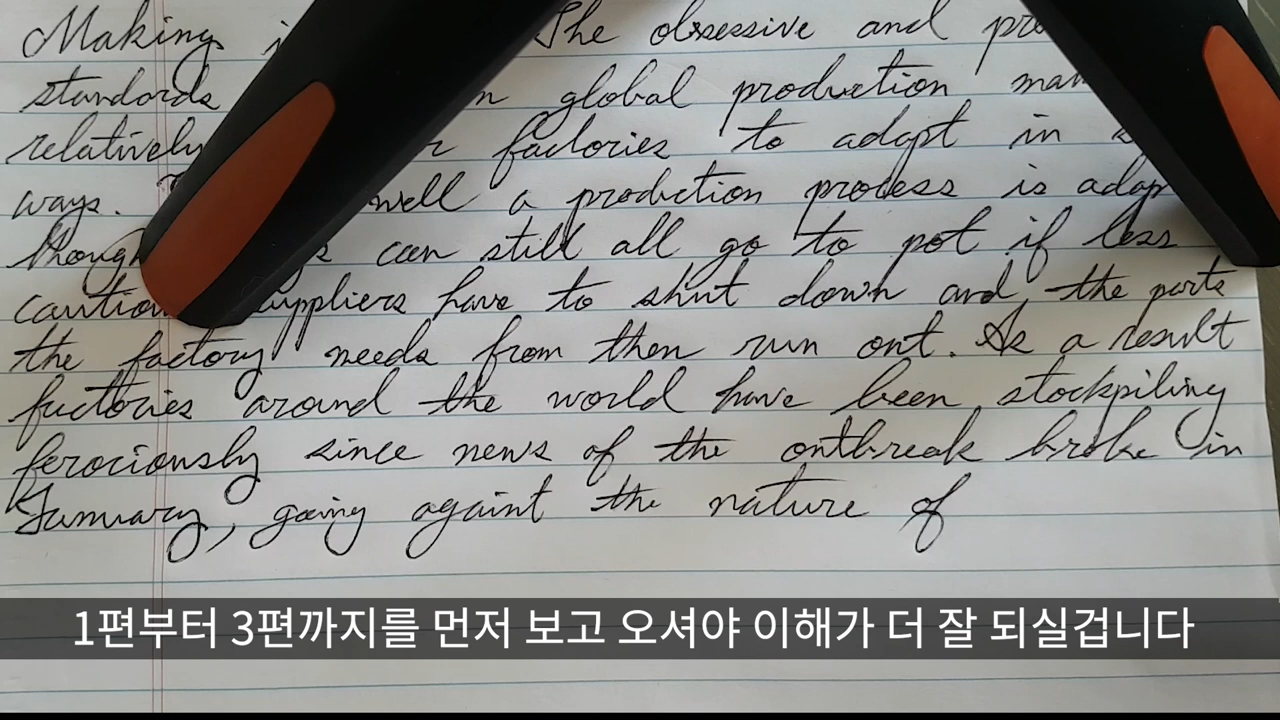 Making The obsessive and
standards global production
relatively factories to adapt in
ways. well a production process is
can still all go to pot if less
suppliers have to shut down and the parts
the factory needs from then run out. As a result
factories around the world have been stockpiling
ferociously since news of the outbreak broke in
January, going againt the nature of
1편부터 3편까지를 먼저 보고 오셔야 이해가 더 잘 되실겁니다